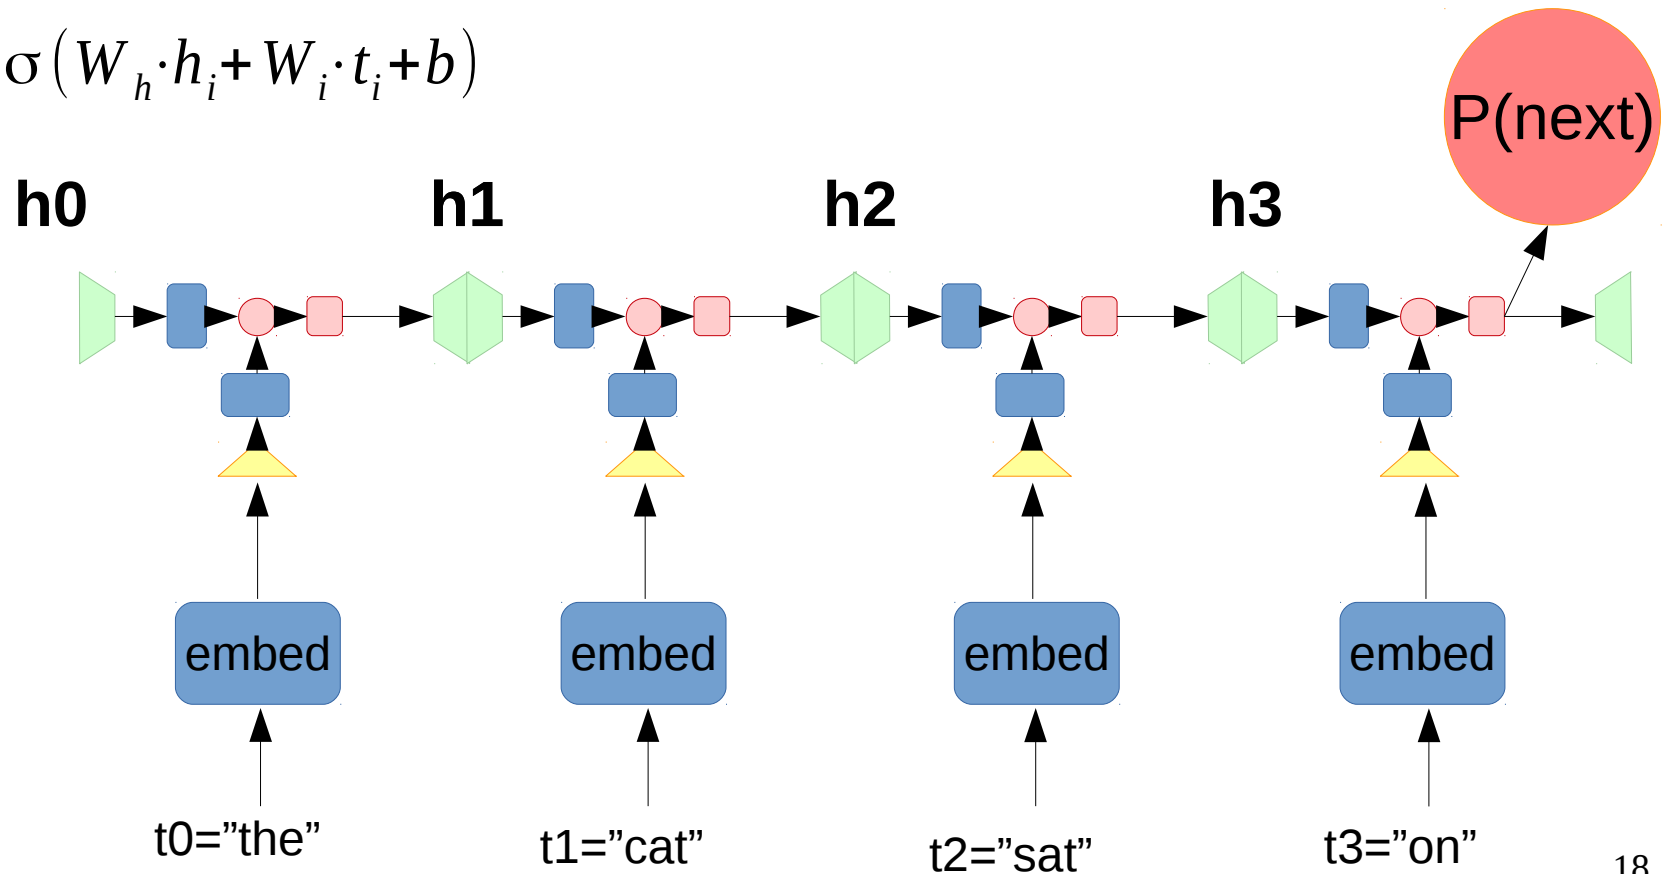 σ(W_h·h_i+W_i·t_i+b)
P(next)
h0 h1 h2 h3
embed embed embed embed
t0=”the” t1=”cat” t2=”sat” t3=”on”
18